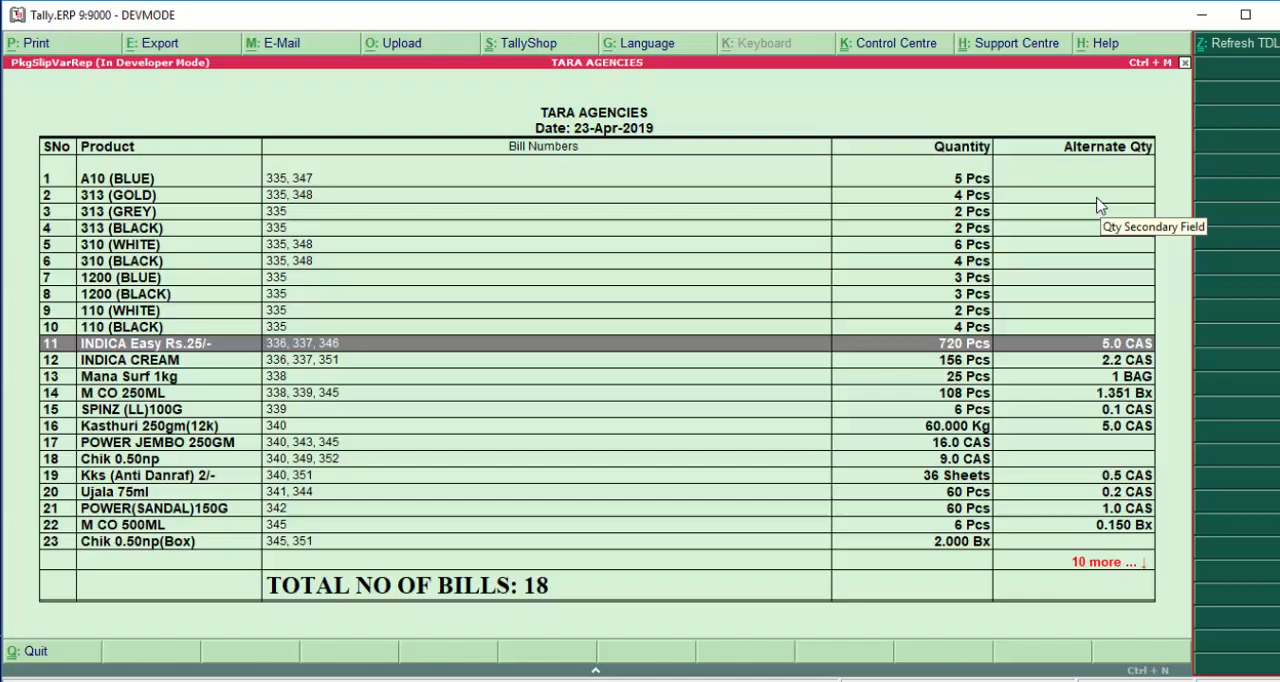 Tally.ERP 9:9000 - DEVMODE
P: Print E: Export M: E-Mail O: Upload S: TallyShop G: Language K: Keyboard K: Control Centre H: Support Centre H: Help Z: Refresh TDL
PkgSlipVarRep (In Developer Mode) TARA AGENCIES Ctrl + M
TARA AGENCIES
Date: 23-Apr-2019
SNo Product Bill Numbers Quantity Alternate Qty
1 A10 (BLUE) 335, 347 5 Pcs
2 313 (GOLD) 335, 348 4 Pcs
3 313 (GREY) 335 2 Pcs
Qty Secondary Field
4 313 (BLACK) 335 2 Pcs
5 310 (WHITE) 335, 348 6 Pcs
6 310 (BLACK) 335, 348 4 Pcs
7 1200 (BLUE) 335 3 Pcs
8 1200 (BLACK) 335 3 Pcs
9 110 (WHITE) 335 2 Pcs
10 110 (BLACK) 335 4 Pcs
11 INDICA Easy Rs.25/- 336, 337, 346 720 Pcs 5.0 CAS
12 INDICA CREAM 336, 337, 351 156 Pcs 2.2 CAS
13 Mana Surf 1kg 338 25 Pcs 1 BAG
14 M CO 250ML 338, 339, 345 108 Pcs 1.351 Bx
15 SPINZ (LL)100G 339 6 Pcs 0.1 CAS
16 Kasthuri 250gm(12k) 340 60.000 Kg 5.0 CAS
17 POWER JEMBO 250GM 340, 343, 345 16.0 CAS
18 Chik 0.50np 340, 349, 352 9.0 CAS
19 Kks (Anti Danraf) 2/- 340, 351 36 Sheets 0.5 CAS
20 Ujala 75ml 341, 344 60 Pcs 0.2 CAS
21 POWER(SANDAL)150G 342 60 Pcs 1.0 CAS
22 M CO 500ML 345 6 Pcs 0.150 Bx
23 Chik 0.50np(Box) 345, 351 2.000 Bx
10 more ... ↓
TOTAL NO OF BILLS: 18
Q: Quit
Ctrl + N